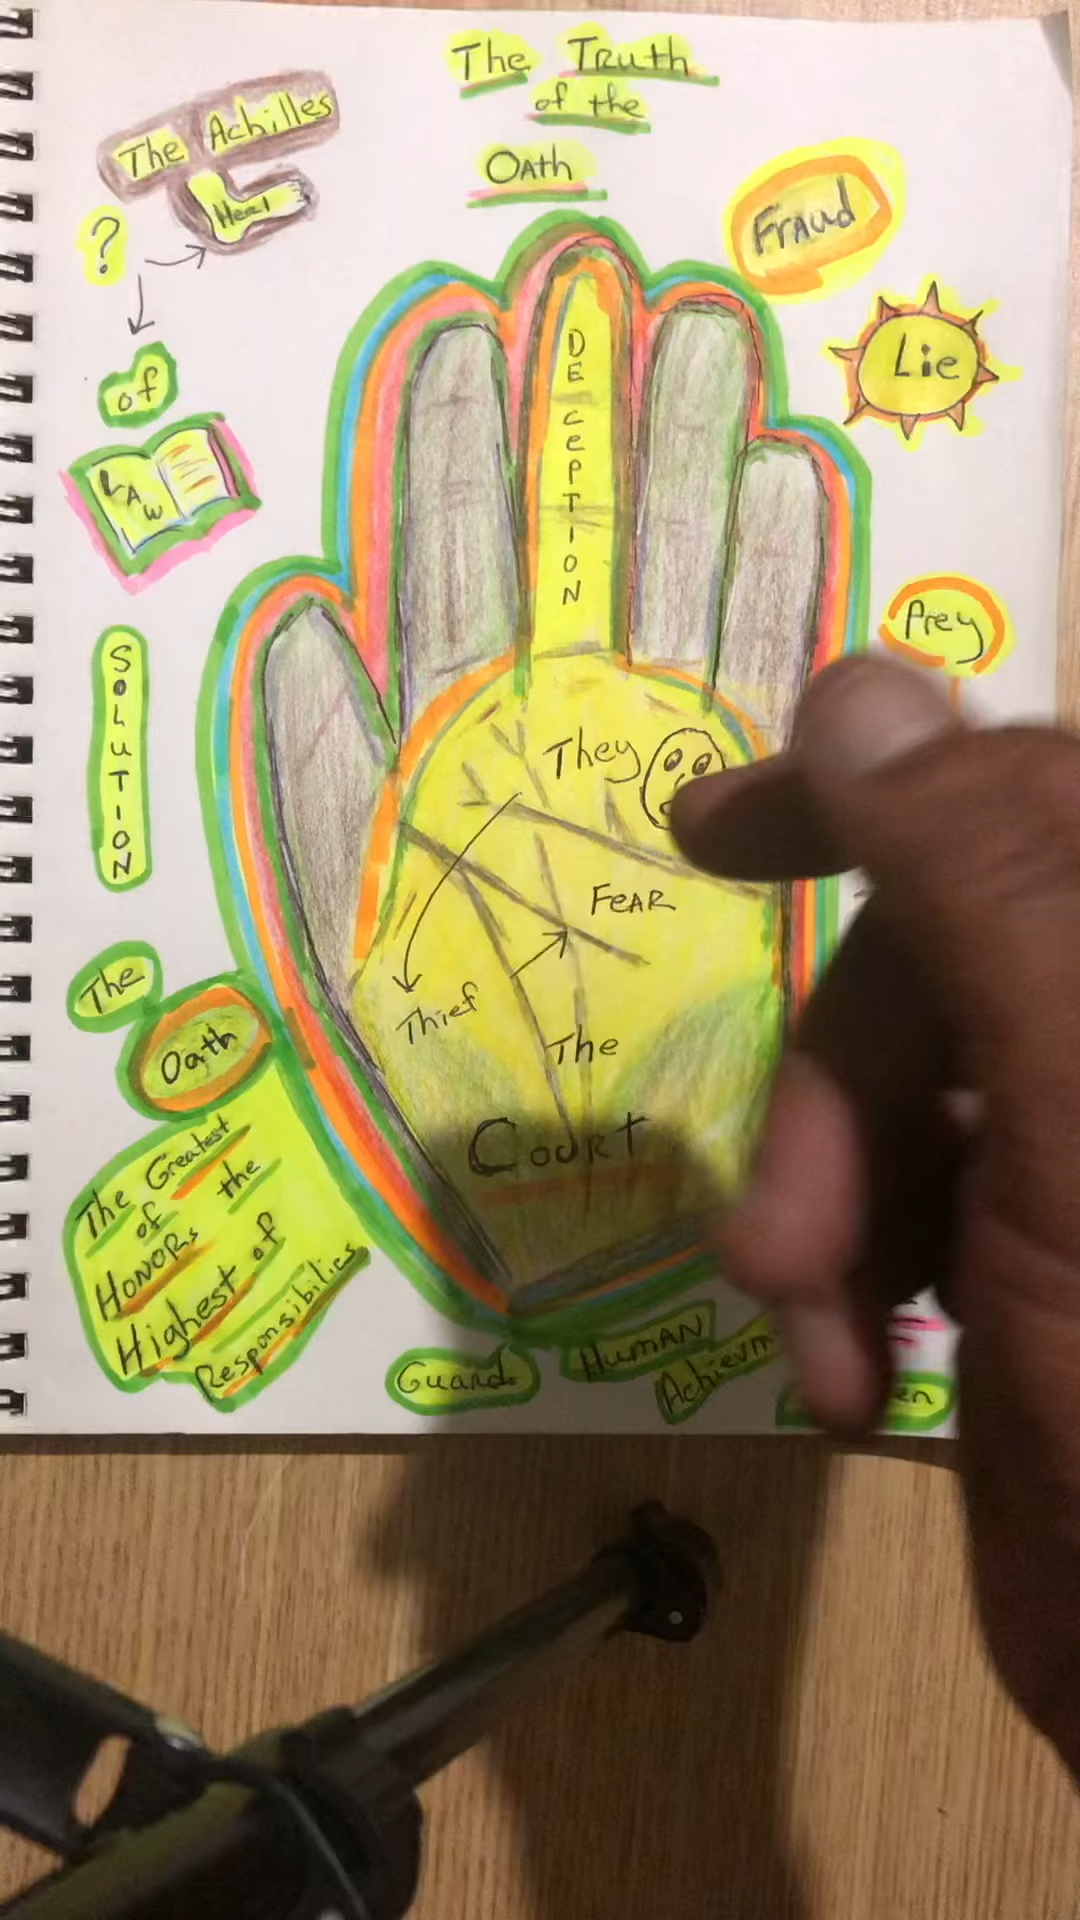 The Truth
of the
OATH
The Achilles
Heel
?
of
LAW
SOLUTION
The
Oath
The Greatest
of the
HONORs
Highest of
Responsibilies
Fraud
Lie
Prey
DEcePTION
They
FEAR
Thief
The
COURT
Guard
HUMAN